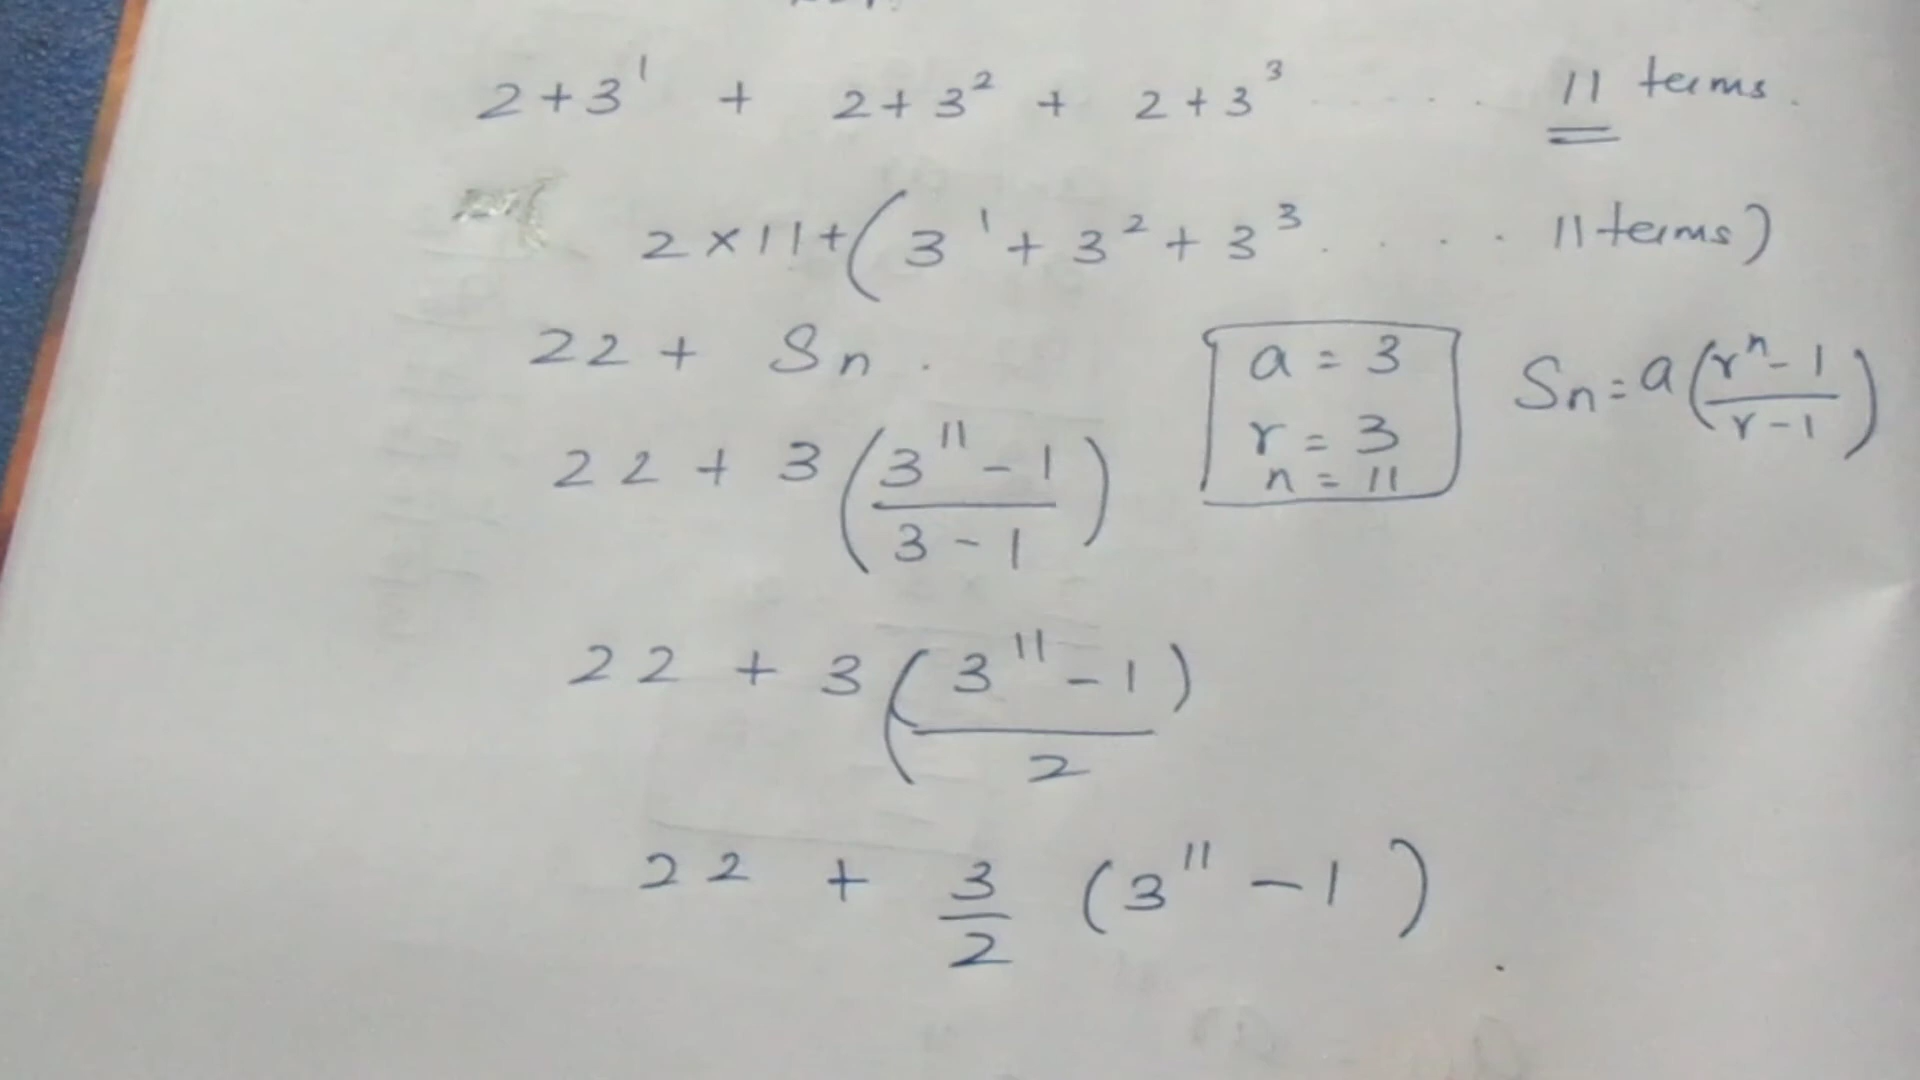 2+3¹ + 2+3² + 2+3³ ........ 11 terms.
2×11+(3¹+3²+3³..... 11 terms)
22 + Sn.
a = 3
r = 3
n = 11
Sn=a(rⁿ-1/r-1)
22 + 3(3¹¹-1/3-1)
22 + 3(3¹¹-1)/2
22 + 3/2 (3¹¹-1)